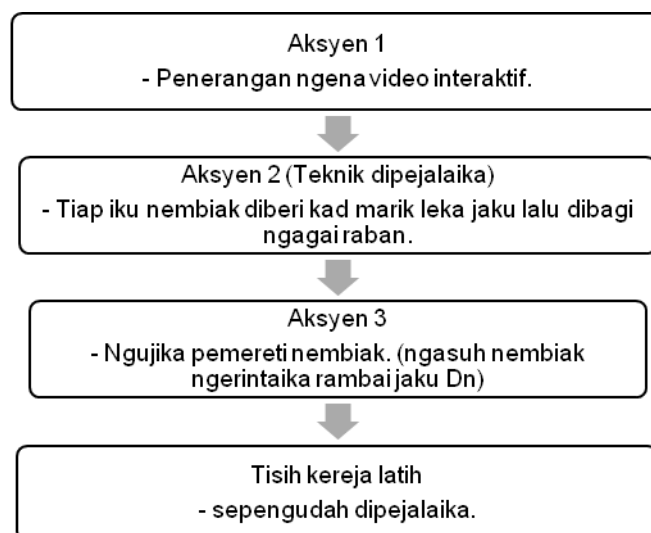 Aksyen 1
- Penerangan ngena video interaktif.
Aksyen 2 (Teknik dipejalaika)
- Tiap iku nembiak diberi kad marik leka jaku lalu dibagi
ngagai raban.
Aksyen 3
- Ngujika pemereti nembiak. (ngasuh nembiak
ngerintaika rambai jaku Dn)
Tisih kereja latih
- sepengudah dipejalaika.